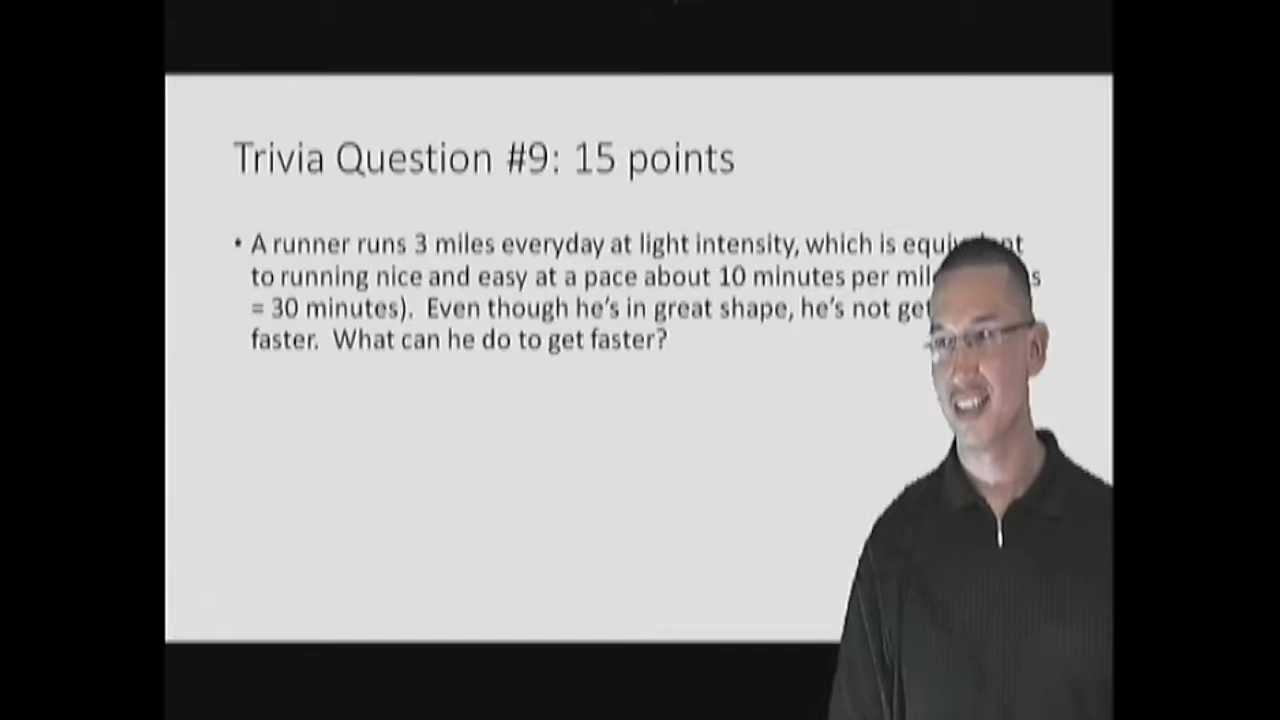 Trivia Question #9: 15 points
• A runner runs 3 miles everyday at light intensity, which is
to running nice and easy at a pace about 10 minutes per
= 30 minutes). Even though he's in great shape, he's not
faster. What can he do to get faster?